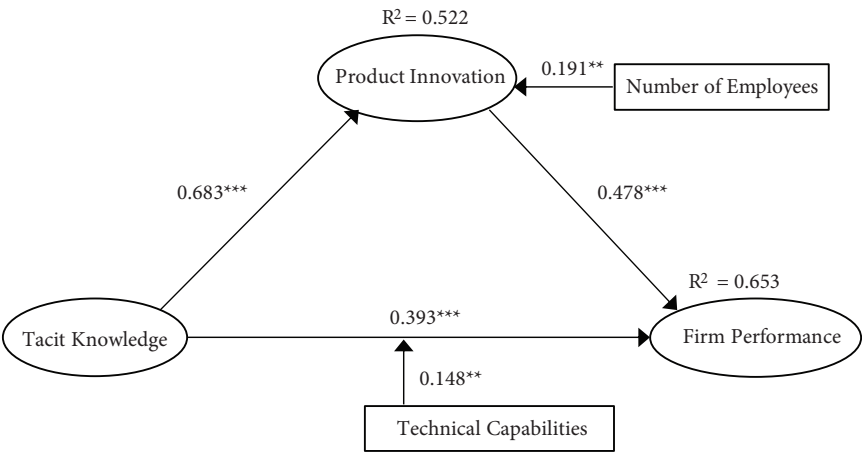 R² = 0.522
Product Innovation
0.191**
Number of Employees
0.683***
0.478***
R² = 0.653
0.393***
Tacit Knowledge
Firm Performance
0.148**
Technical Capabilities